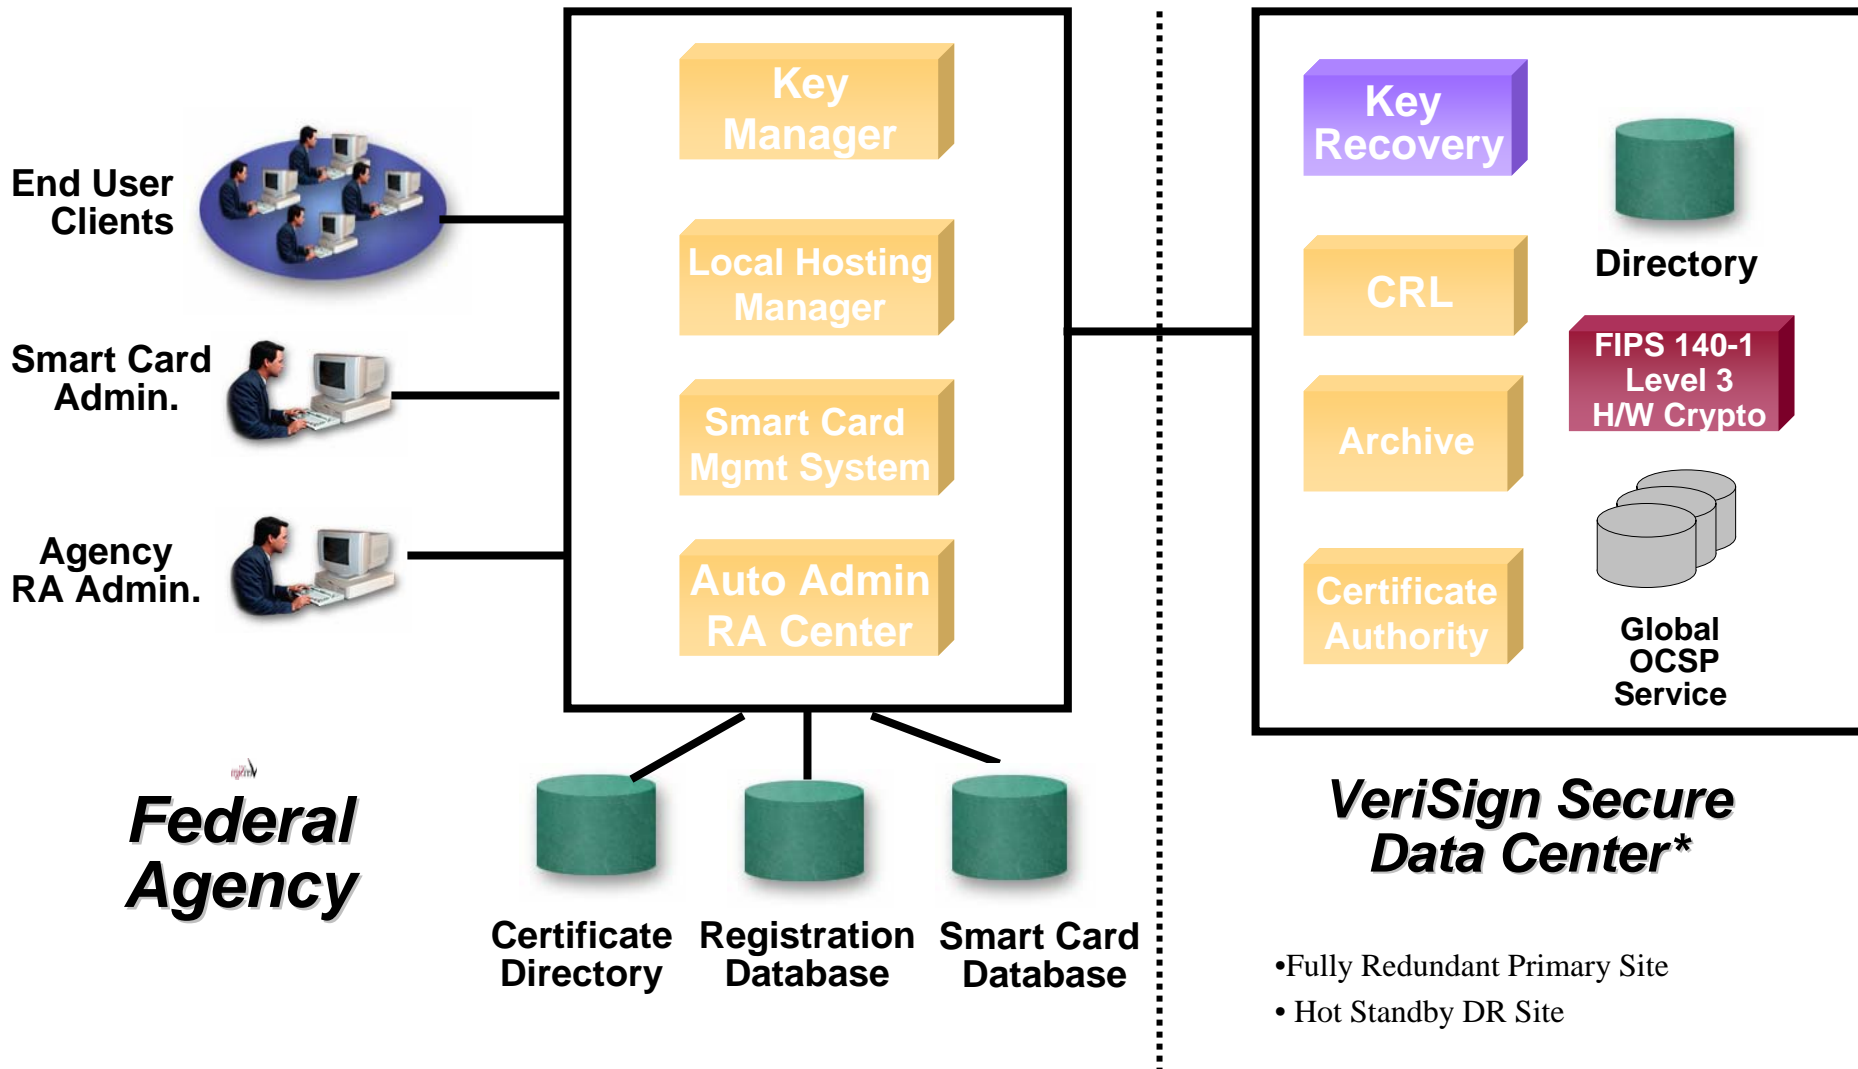 End User
Clients
Smart Card
Admin.
Agency
RA Admin.
Key
Manager
Local Hosting
Manager
Smart Card
Mgmt System
Auto Admin
RA Center
Key
Recovery
CRL
Archive
Certificate
Authority
Directory
FIPS 140-1
Level 3
H/W Crypto
Global
OCSP
Service
Federal
Agency
Certificate
Directory
Registration
Database
Smart Card
Database
VeriSign Secure
Data Center*
•Fully Redundant Primary Site
• Hot Standby DR Site